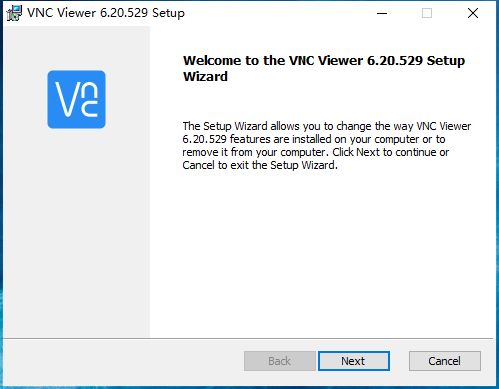 VNC Viewer 6.20.529 Setup
Welcome to the VNC Viewer 6.20.529 Setup
Wizard
Vnc
The Setup Wizard allows you to change the way VNC Viewer
6.20.529 features are installed on your computer or to
remove it from your computer. Click Next to continue or
Cancel to exit the Setup Wizard.
Back
Next
Cancel